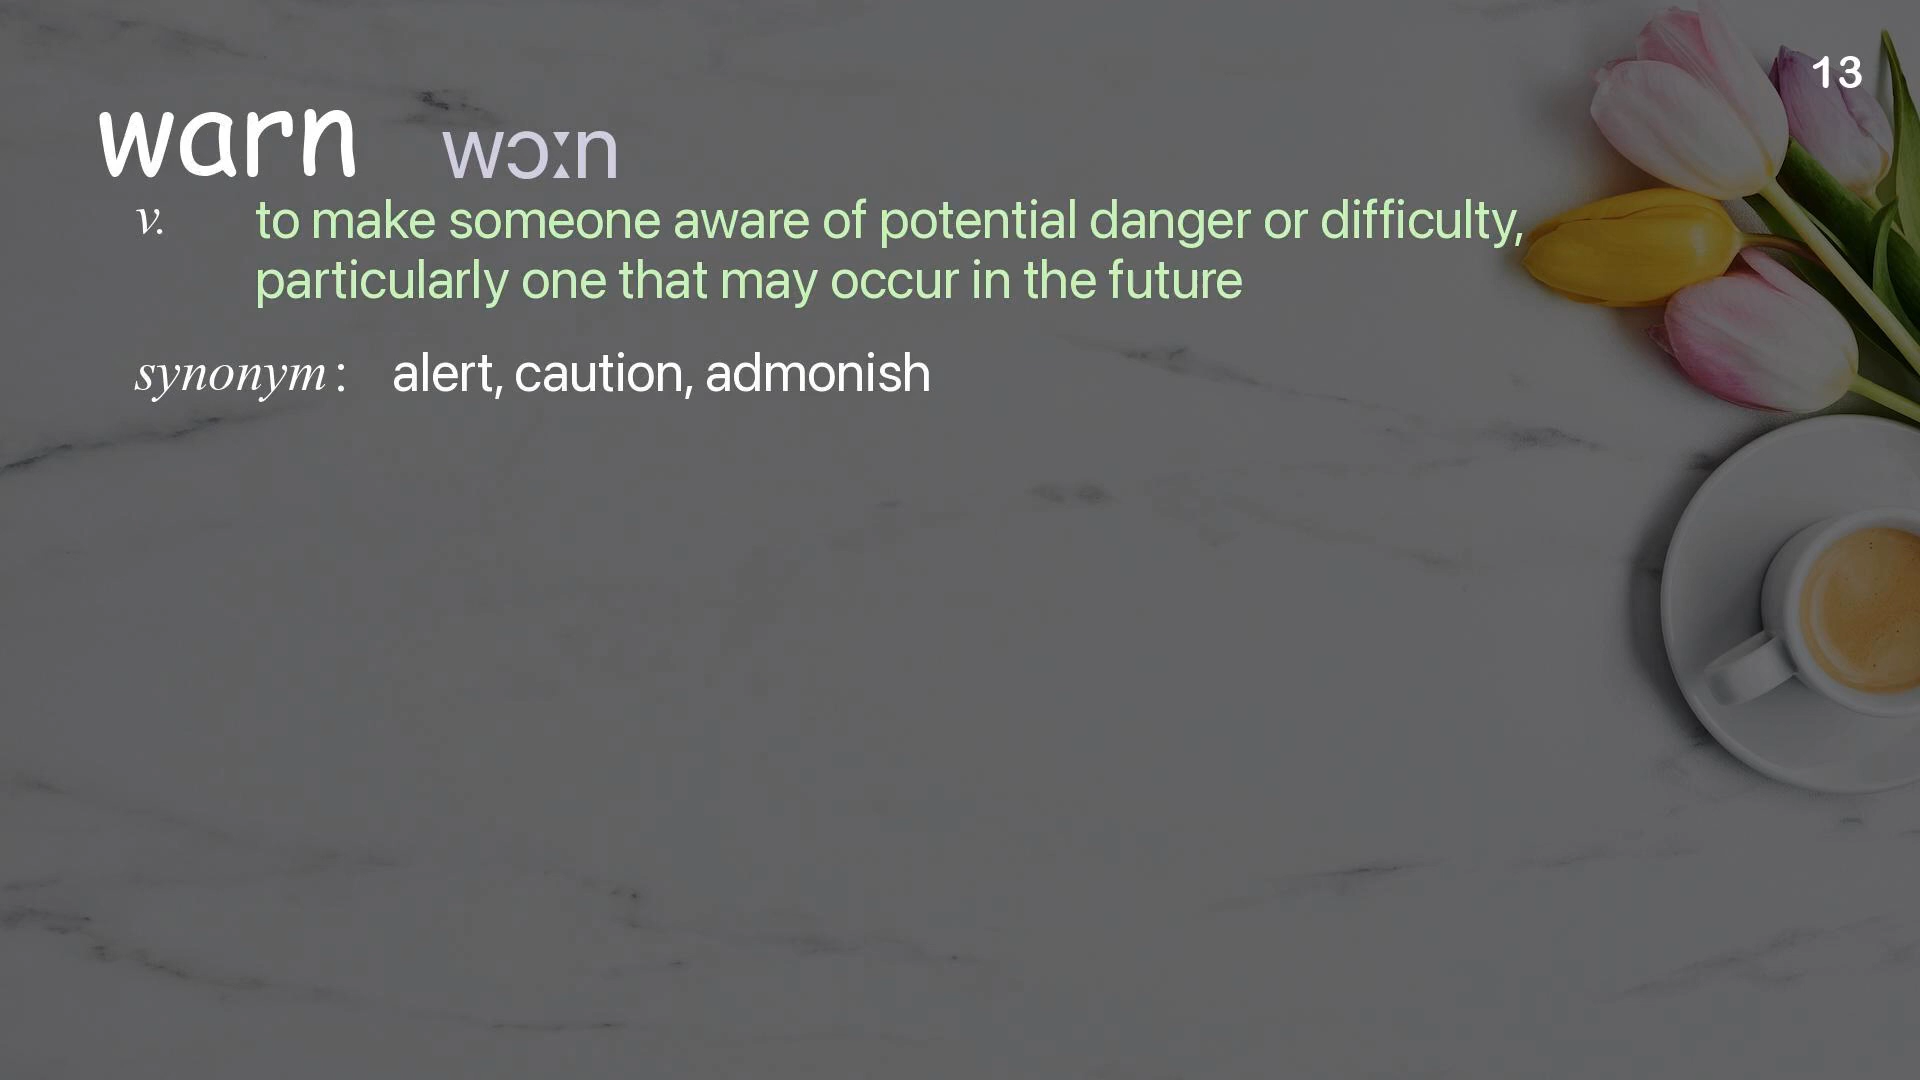 13
warn wɔːn
v. to make someone aware of potential danger or difficulty,
particularly one that may occur in the future
synonym : alert, caution, admonish